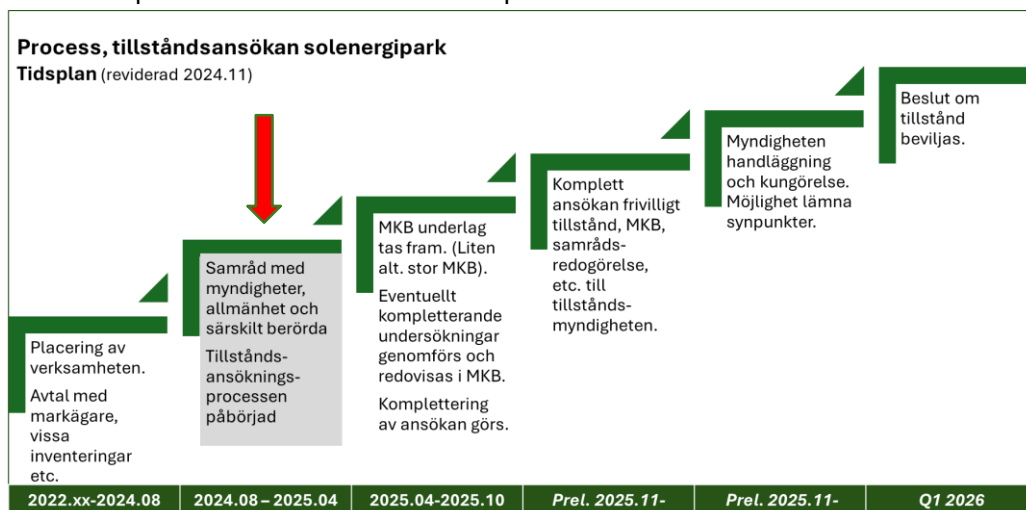 Process, tillståndsansökan solenergipark
Tidsplan (reviderad 2024.11)
Placering av
verksamheten.
Avtal med
markägare,
vissa
inventeringar
etc.
Samråd med
myndigheter,
allmänhet och
särskilt berörda
Tillstånds-
ansöknings-
processen
påbörjad
MKB underlag
tas fram. (Liten
alt. stor MKB).
Eventuellt
kompletterande
undersökningar
genomförs och
redovisas i MKB.
Komplettering
av ansökan görs.
Komplett
ansökan frivilligt
tillstånd, MKB,
samråds-
redogörelse,
etc. till
tillstånds-
myndigheten.
Myndigheten
handläggning
och kungörelse.
Möjlighet lämna
synpunkter.
Beslut om
tillstånd
beviljas.
2022.xx-2024.08
2024.08 – 2025.04
2025.04-2025.10
Prel. 2025.11-
Prel. 2025.11-
Q1 2026